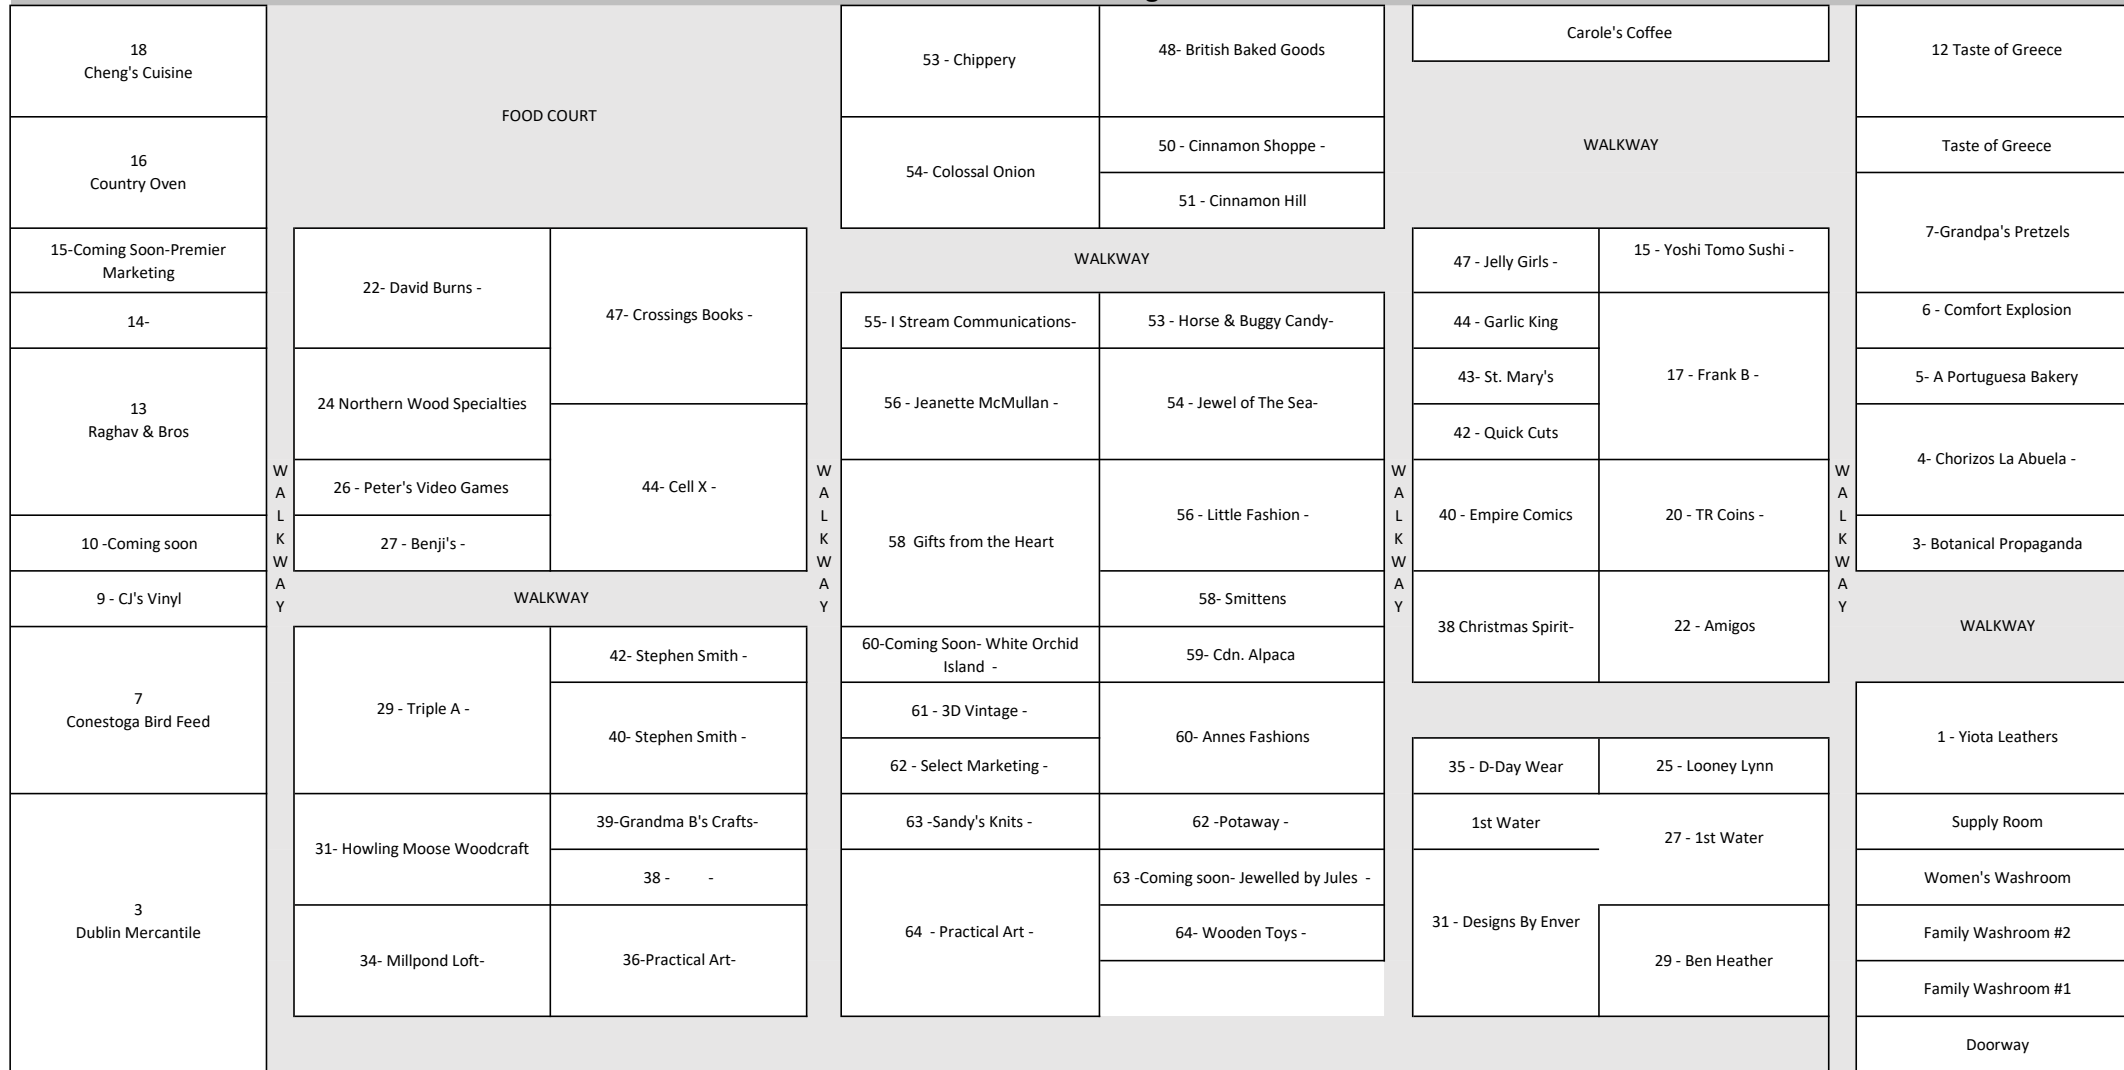 18
Cheng's Cuisine
16
Country Oven
15-Coming Soon-Premier
Marketing
14-
13
Raghav & Bros
10 -Coming soon
9 - CJ's Vinyl
7
Conestoga Bird Feed
3
Dublin Mercantile
WALKWAY
FOOD COURT
22- David Burns -
24 Northern Wood Specialties
26 - Peter's Video Games
27 - Benji's -
47- Crossings Books -
44- Cell X -
WALKWAY
29 - Triple A -
31- Howling Moose Woodcraft
34- Millpond Loft-
42- Stephen Smith -
40- Stephen Smith -
39-Grandma B's Crafts-
38 - -
36-Practical Art-
WALKWAY
53 - Chippery
54- Colossal Onion
48- British Baked Goods
50 - Cinnamon Shoppe -
51 - Cinnamon Hill
WALKWAY
55- I Stream Communications-
56 - Jeanette McMullan -
58 Gifts from the Heart
60-Coming Soon- White Orchid
Island -
61 - 3D Vintage -
62 - Select Marketing -
63 -Sandy's Knits -
64 - Practical Art -
53 - Horse & Buggy Candy-
54 - Jewel of The Sea-
56 - Little Fashion -
58- Smittens
59- Cdn. Alpaca
60- Annes Fashions
62 -Potaway -
63 -Coming soon- Jewelled by Jules -
64- Wooden Toys -
WALKWAY
Carole's Coffee
WALKWAY
47 - Jelly Girls -
44 - Garlic King
43- St. Mary's
42 - Quick Cuts
40 - Empire Comics
38 Christmas Spirit-
15 - Yoshi Tomo Sushi -
17 - Frank B -
20 - TR Coins -
22 - Amigos
35 - D-Day Wear
1st Water
31 - Designs By Enver
25 - Looney Lynn
27 - 1st Water
29 - Ben Heather
WALKWAY
12 Taste of Greece
Taste of Greece
7-Grandpa's Pretzels
6 - Comfort Explosion
5- A Portuguesa Bakery
4- Chorizos La Abuela -
3- Botanical Propaganda
WALKWAY
1 - Yiota Leathers
Supply Room
Women's Washroom
Family Washroom #2
Family Washroom #1
Doorway